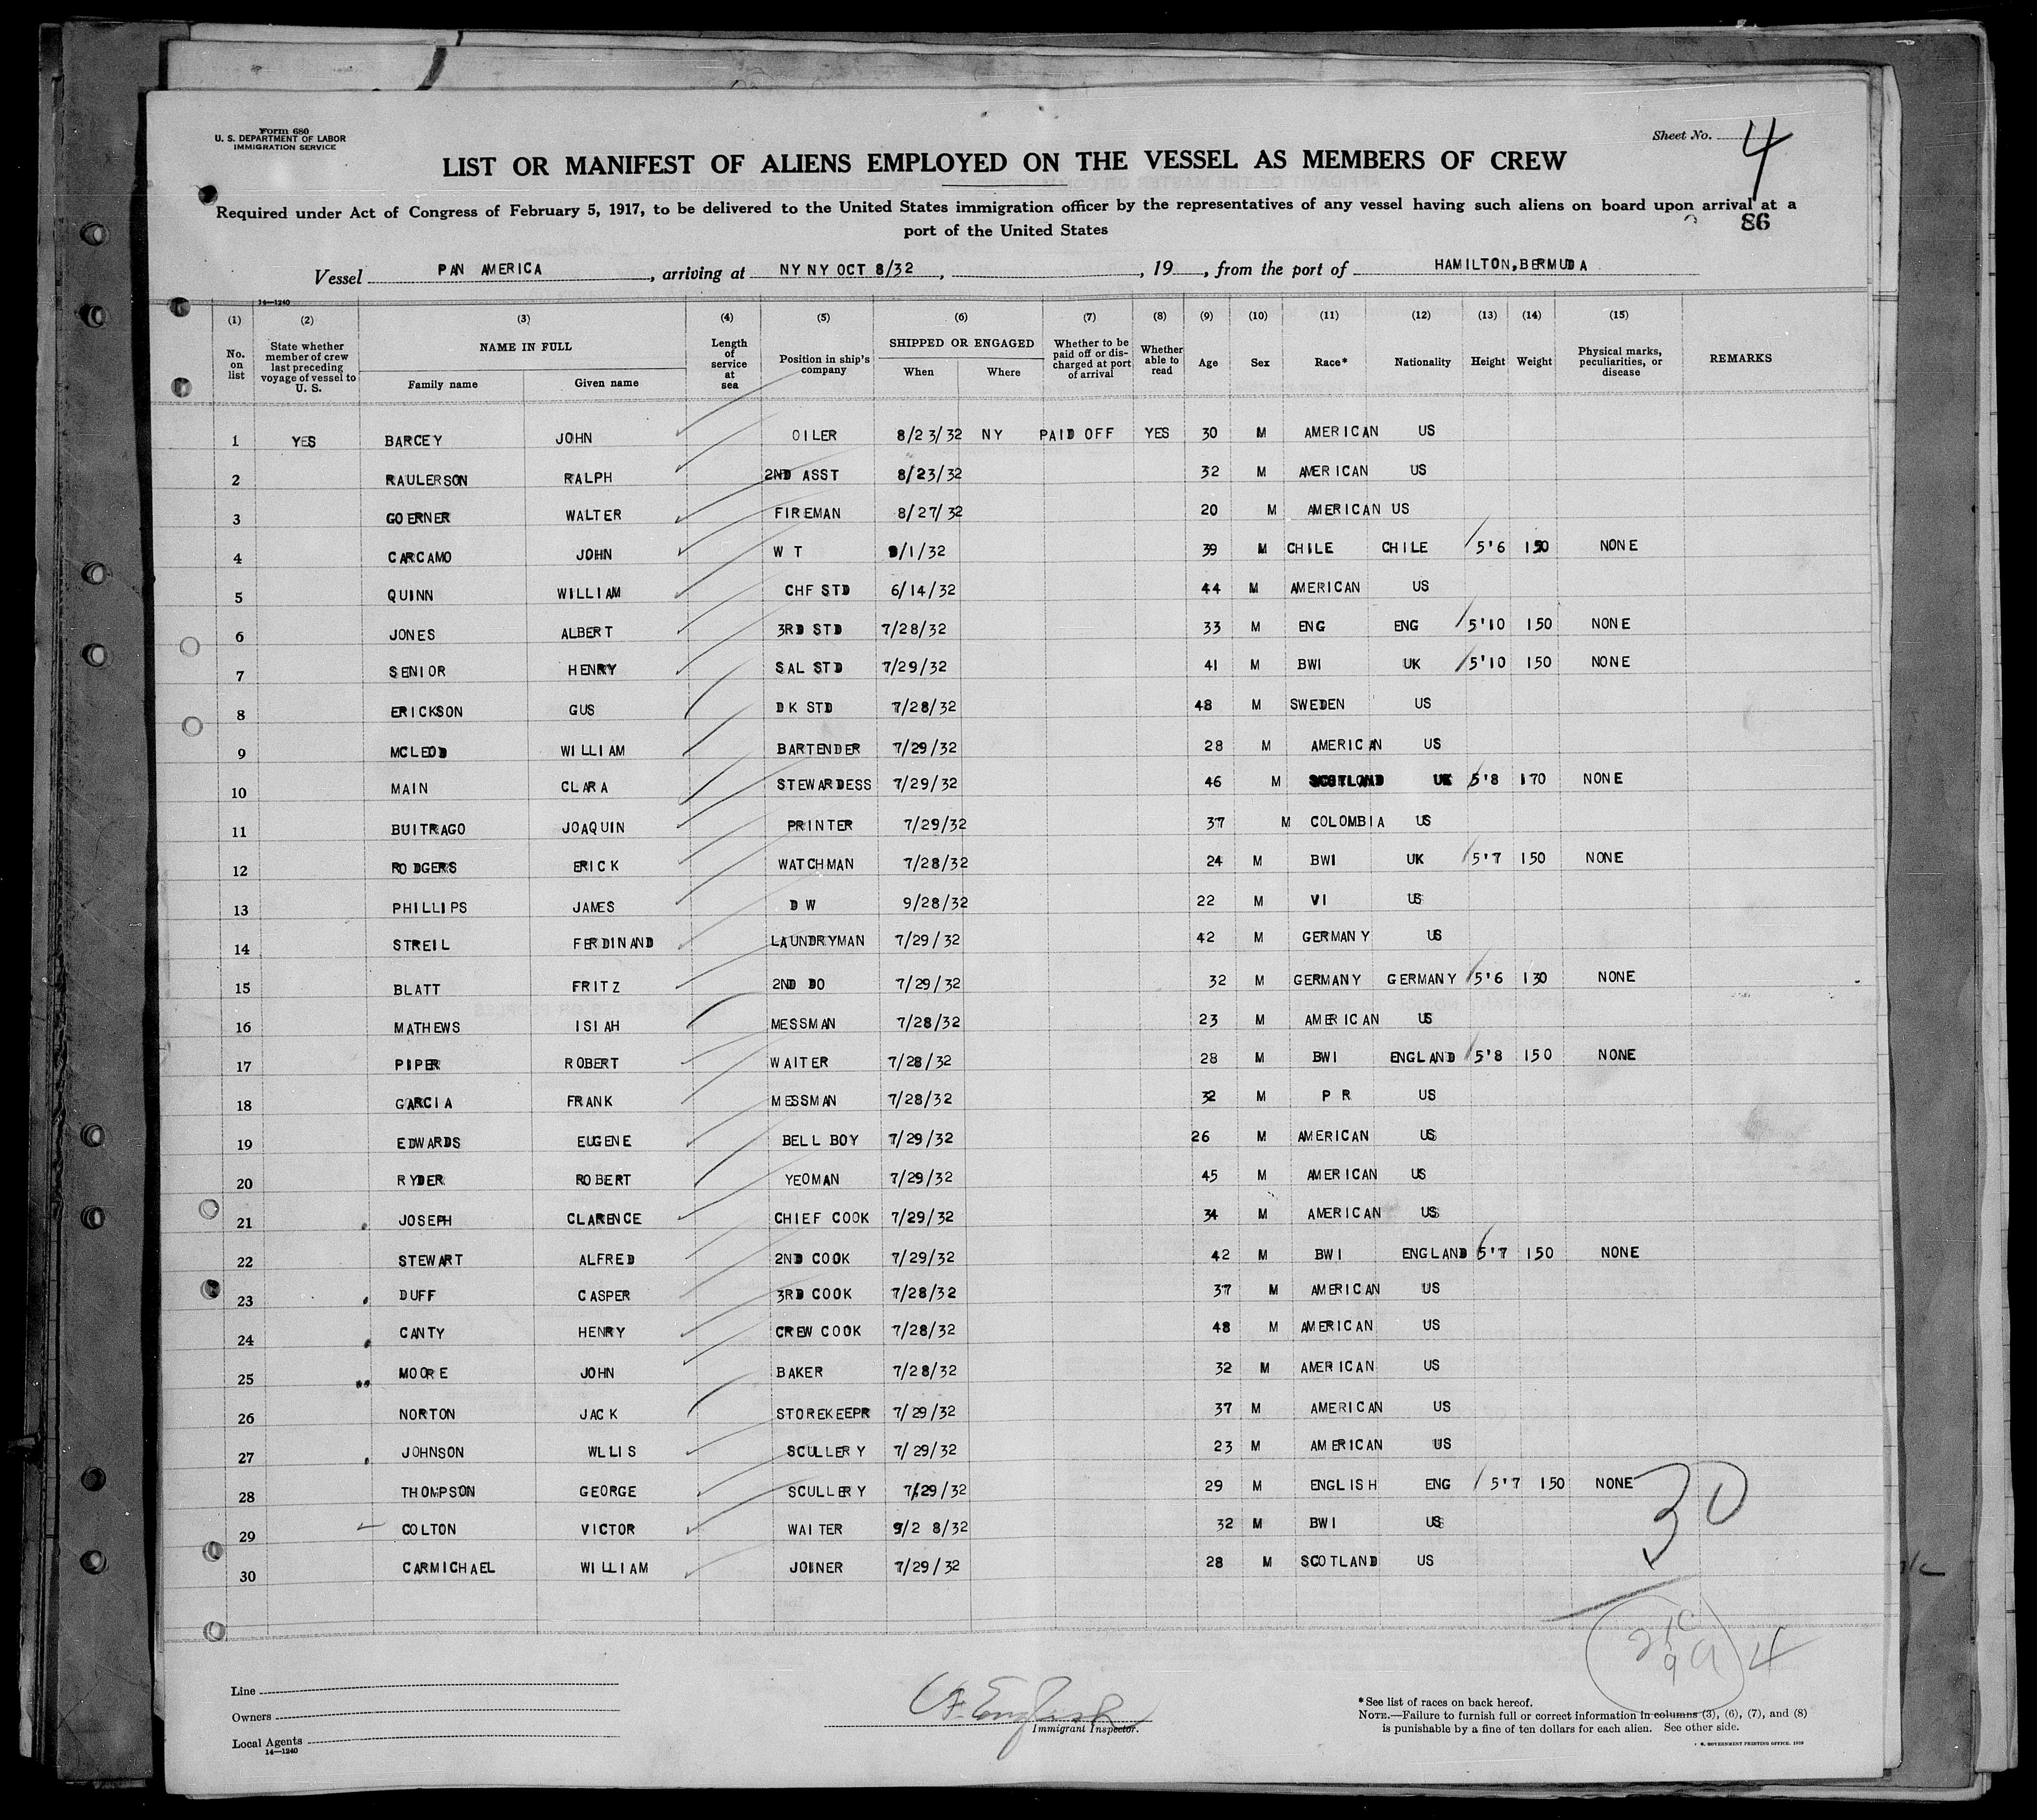 Form 680
U. S. DEPARTMENT OF LABOR
IMMIGRATION SERVICE
Sheet No. 4
LIST OR MANIFEST OF ALIENS EMPLOYED ON THE VESSEL AS MEMBERS OF CREW
Required under Act of Congress of February 5, 1917, to be delivered to the United States immigration officer by the representatives of any vessel having such aliens on board upon arrival at a
port of the United States
86
Vessel PAN AMERICA, arriving at NY NY OCT 8/32, , 19 , from the port of HAMILTON, BERMUDA
14—1240
(1) (2) (3) (4) (5) (6) (7) (8) (9) (10) (11) (12) (13) (14) (15)
No. on list State whether member of crew last preceding voyage of vessel to U. S. NAME IN FULL Family name Given name Length of service at sea Position in ship's company SHIPPED OR ENGAGED When Where Whether to be paid off or discharged at port of arrival Whether able to read Age Sex Race* Nationality Height Weight Physical marks, peculiarities, or disease REMARKS
1 YES BARCEY JOHN OILER 8/23/32 NY PAID OFF YES 30 M AMERICAN US
2 RAULERSON RALPH 2ND ASST 8/23/32 32 M AMERICAN US
3 GOERNER WALTER FIREMAN 8/27/32 20 M AMERICAN US
4 CARCAMO JOHN W T 9/1/32 39 M CHILE CHILE 5'6 150 NONE
5 QUINN WILLIAM CHF STD 6/14/32 44 M AMERICAN US
6 JONES ALBERT 3RD STD 7/28/32 33 M ENG ENG 5'10 150 NONE
7 SENIOR HENRY SAL STD 7/29/32 41 M BWI UK 5'10 150 NONE
8 ERICKSON GUS DK STD 7/28/32 48 M SWEDEN US
9 MCLEOD WILLIAM BARTENDER 7/29/32 28 M AMERICAN US
10 MAIN CLARA STEWARDESS 7/29/32 46 M SCOTLAND UK 5'8 170 NONE
11 BUITRAGO JOAQUIN PRINTER 7/29/32 37 M COLOMBIA US
12 RODGERS ERICK WATCHMAN 7/28/32 24 M BWI UK 5'7 150 NONE
13 PHILLIPS JAMES D W 9/28/32 22 M VI US
14 STREIL FERDINAND LAUNDRYMAN 7/29/32 42 M GERMANY US
15 BLATT FRITZ 2ND DO 7/29/32 32 M GERMANY GERMANY 5'6 130 NONE
16 MATHEWS ISIAH MESSMAN 7/28/32 23 M AMERICAN US
17 PIPER ROBERT WAITER 7/28/32 28 M BWI ENGLAND 5'8 150 NONE
18 GARCIA FRANK MESSMAN 7/28/32 32 M P R US
19 EDWARDS EUGENE BELL BOY 7/29/32 26 M AMERICAN US
20 RYDER ROBERT YEOMAN 7/29/32 45 M AMERICAN US
21 JOSEPH CLARENCE CHIEF COOK 7/29/32 34 M AMERICAN US
22 STEWART ALFRED 2ND COOK 7/29/32 42 M BWI ENGLAND 5'7 150 NONE
23 DUFF CASPER 3RD COOK 7/28/32 37 M AMERICAN US
24 CANTY HENRY CREW COOK 7/28/32 48 M AMERICAN US
25 MOORE JOHN BAKER 7/28/32 32 M AMERICAN US
26 NORTON JACK STOREKEEPR 7/29/32 37 M AMERICAN US
27 JOHNSON WLLIS SCULLERY 7/29/32 23 M AMERICAN US
28 THOMPSON GEORGE SCULLERY 7/29/32 29 M ENGLISH ENG 5'7 150 NONE
29 COLTON VICTOR WAITER 9/28/32 32 M BWI US
30 CARMICHAEL WILLIAM JOINER 7/29/32 28 M SCOTLAND US
30
4
Line
Owners
Local Agents
14—1240
English
Immigrant Inspector.
*See list of races on back hereof.
NOTE.—Failure to furnish full or correct information in columns (3), (6), (7), and (8)
is punishable by a fine of ten dollars for each alien. See other side.
GOVERNMENT PRINTING OFFICE.